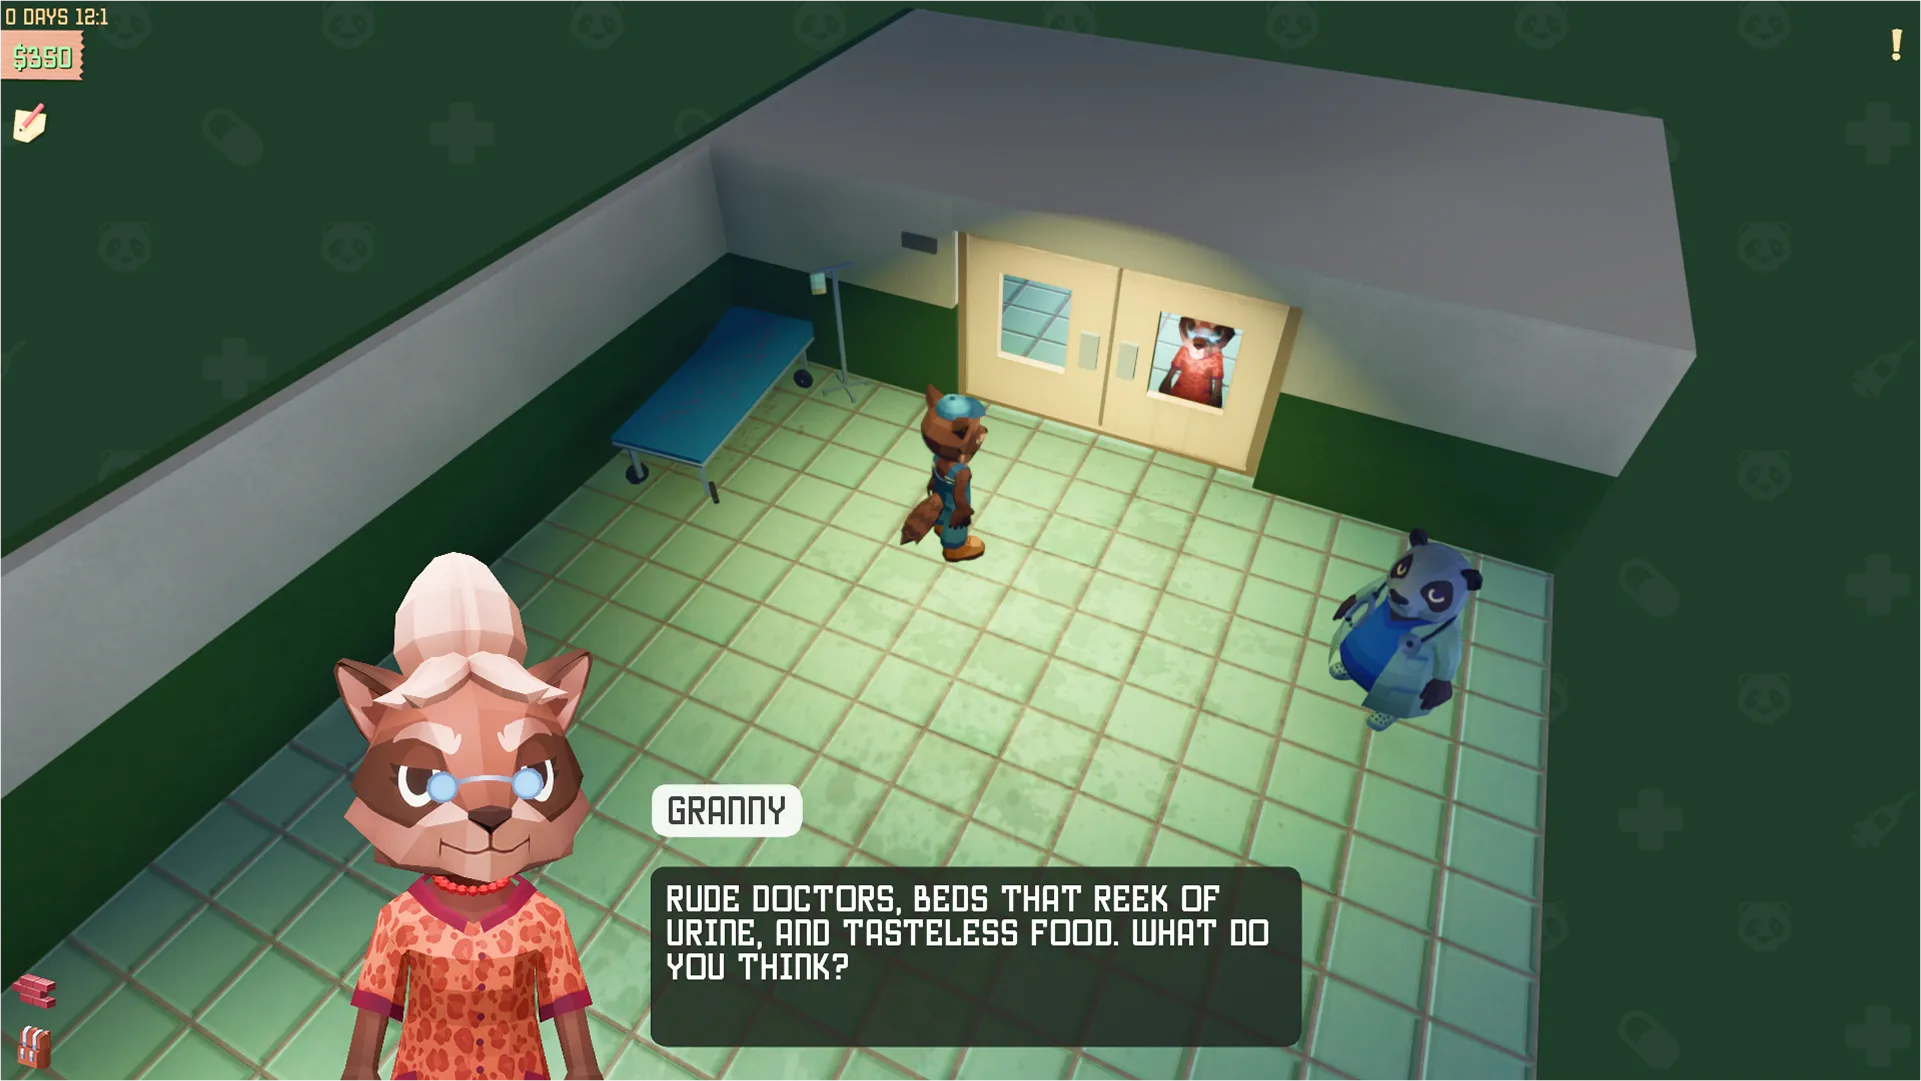 0 DAYS 12:1
$350
GRANNY
RUDE DOCTORS, BEDS THAT REEK OF
URINE, AND TASTELESS FOOD. WHAT DO
YOU THINK?